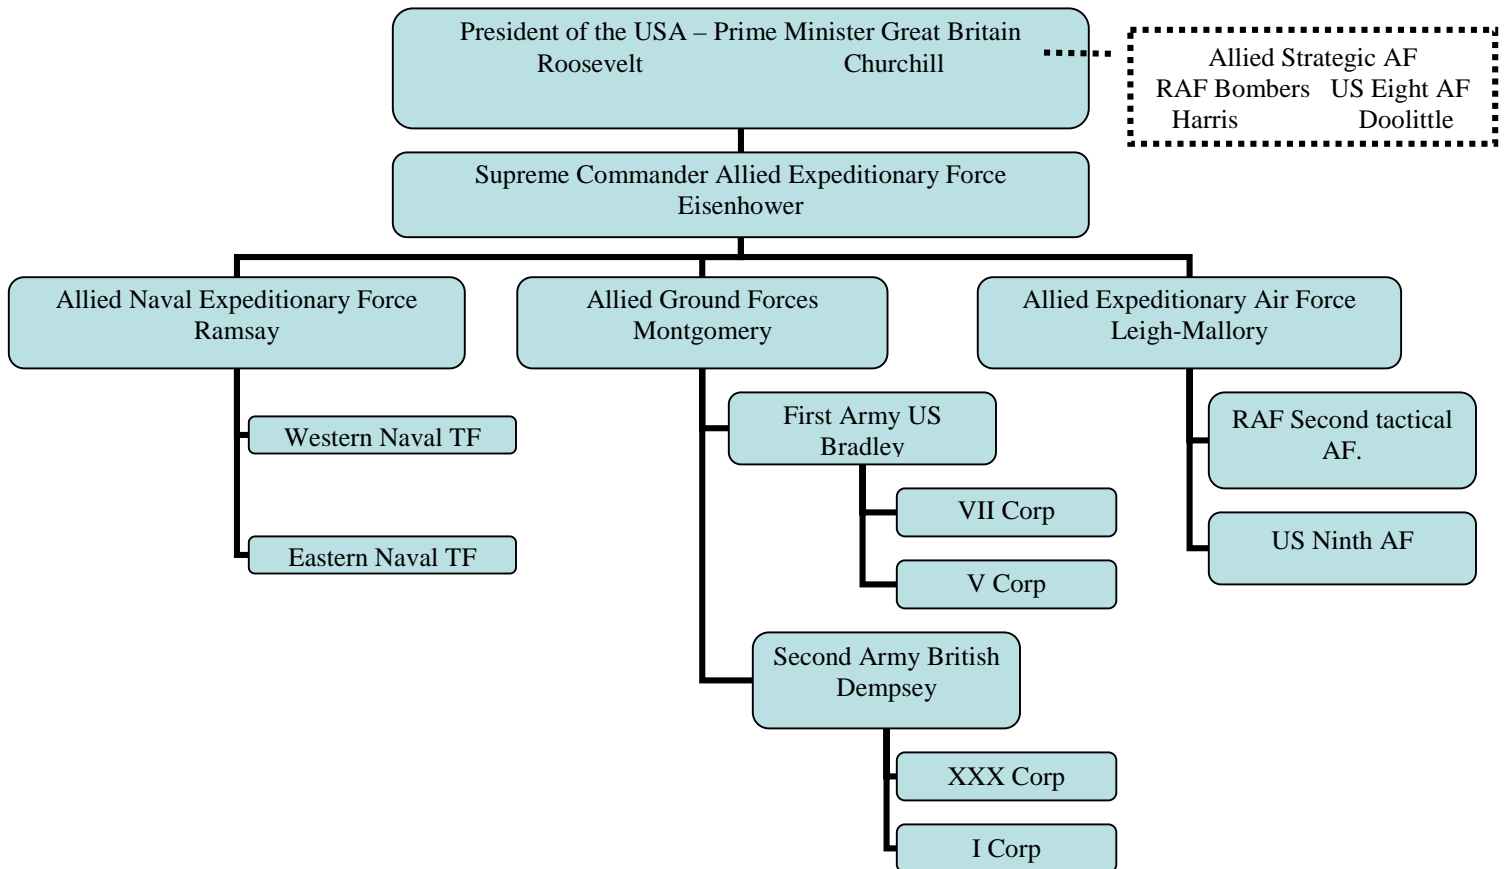 President of the USA – Prime Minister Great Britain
Roosevelt Churchill
Allied Strategic AF
RAF Bombers US Eight AF
Harris Doolittle
Supreme Commander Allied Expeditionary Force
Eisenhower
Allied Naval Expeditionary Force
Ramsay
Allied Ground Forces
Montgomery
Allied Expeditionary Air Force
Leigh-Mallory
Western Naval TF
Eastern Naval TF
First Army US
Bradley
VII Corp
V Corp
Second Army British
Dempsey
XXX Corp
I Corp
RAF Second tactical
AF.
US Ninth AF